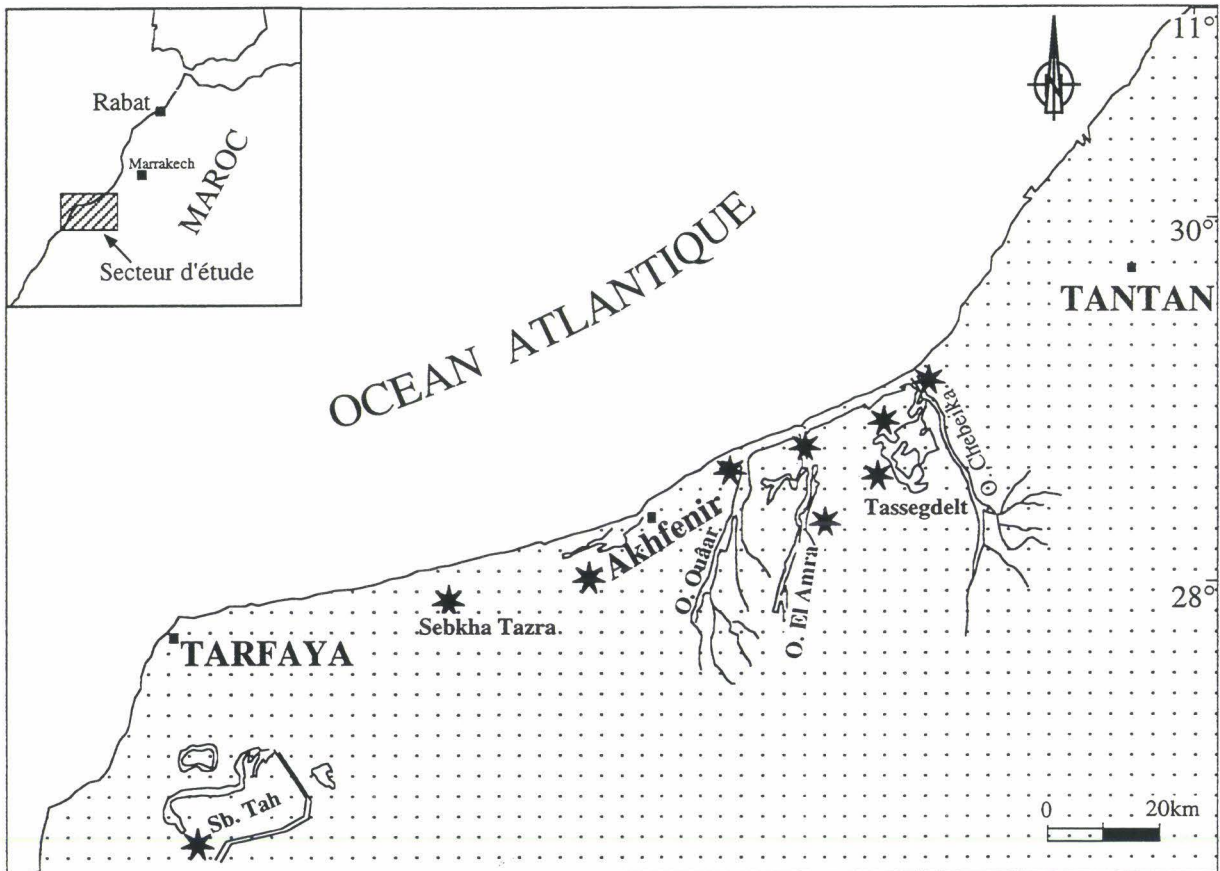 Rabat
Marrakech
MAROC
Secteur d'étude
N
11°
30°
TANTAN
OCEAN ATLANTIQUE
O. Chebeika
Tassegdelt
Akhfenir
O. Ouâar
O. El Amra
28°
Sebkha Tazra
TARFAYA
Sb. Tah
0 20km